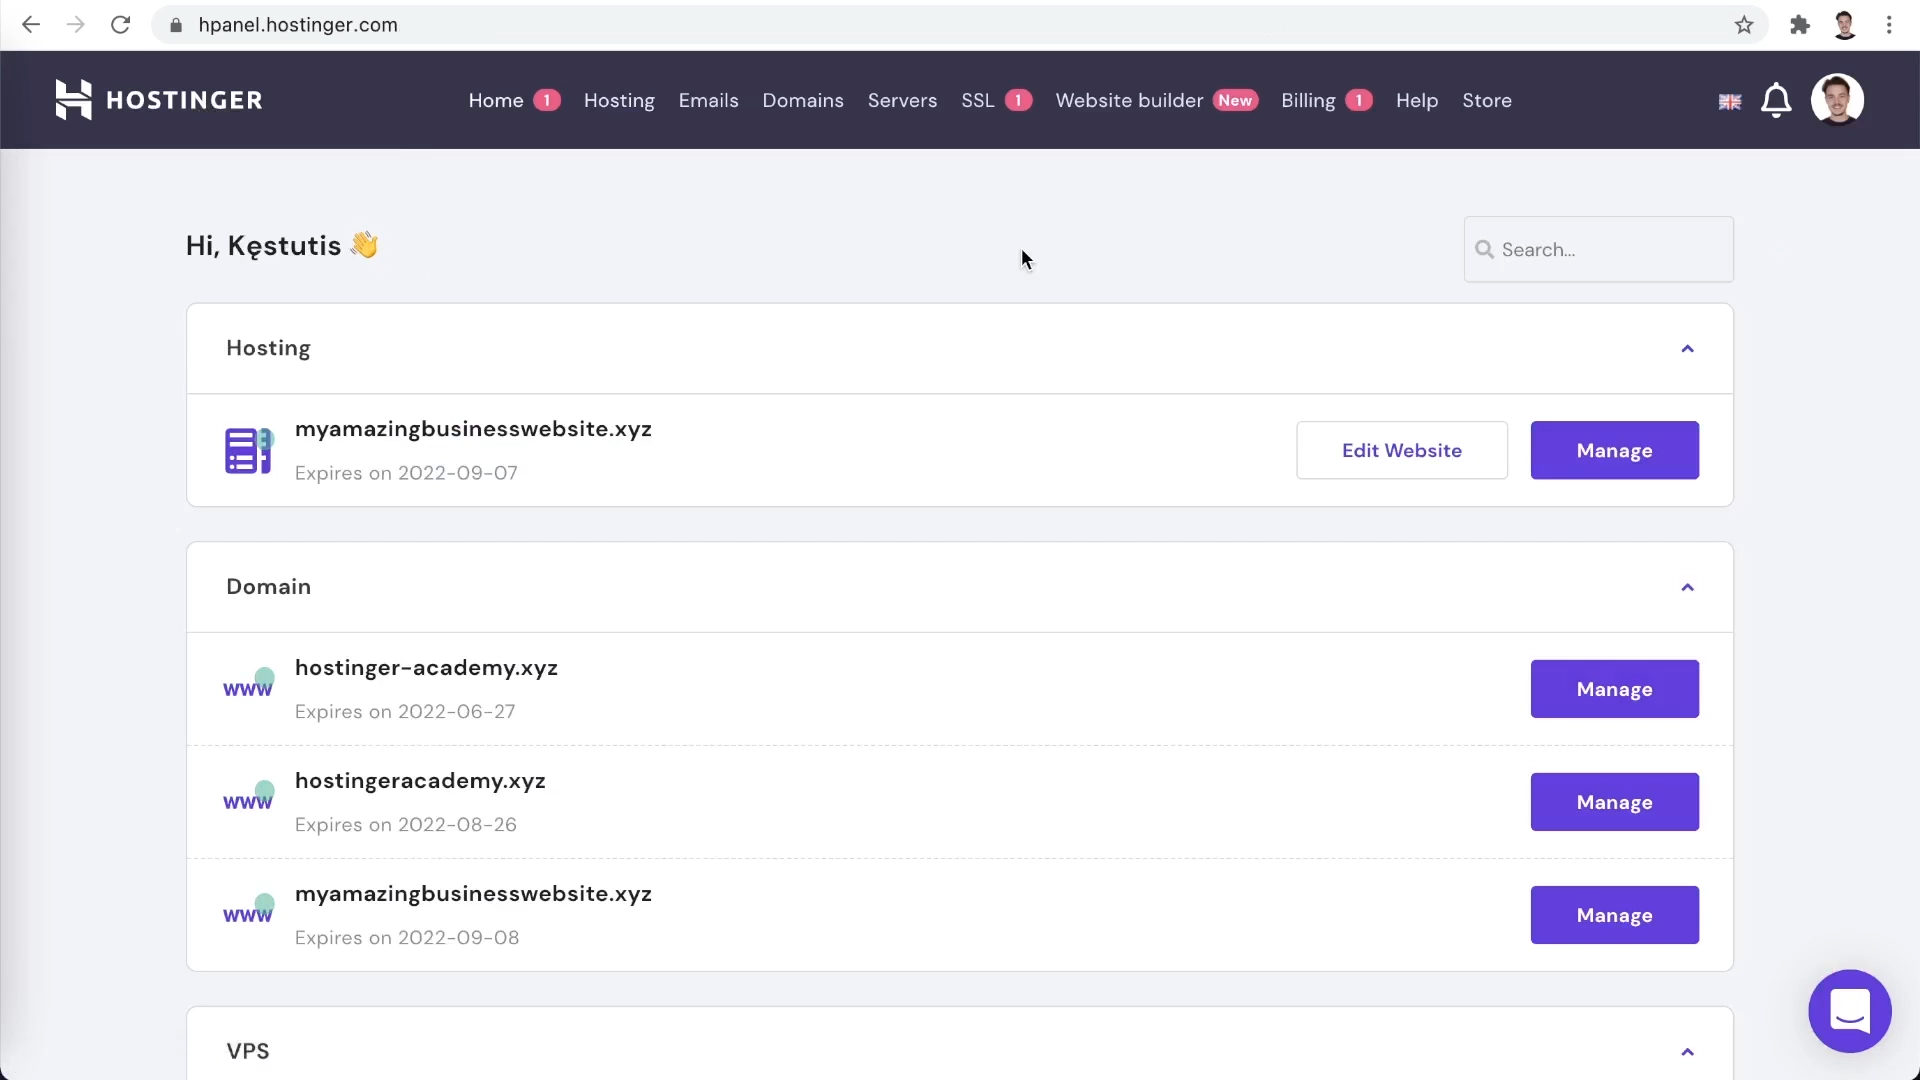 hpanel.hostinger.com
HOSTINGER
Home 1 Hosting Emails Domains Servers SSL 1 Website builder New Billing 1 Help Store
Hi, Kęstutis 👋
Search...
Hosting
myamazingbusinesswebsite.xyz
Expires on 2022-09-07
Edit Website
Manage
Domain
hostinger-academy.xyz
Expires on 2022-06-27
Manage
hostingeracademy.xyz
Expires on 2022-08-26
Manage
myamazingbusinesswebsite.xyz
Expires on 2022-09-08
Manage
VPS